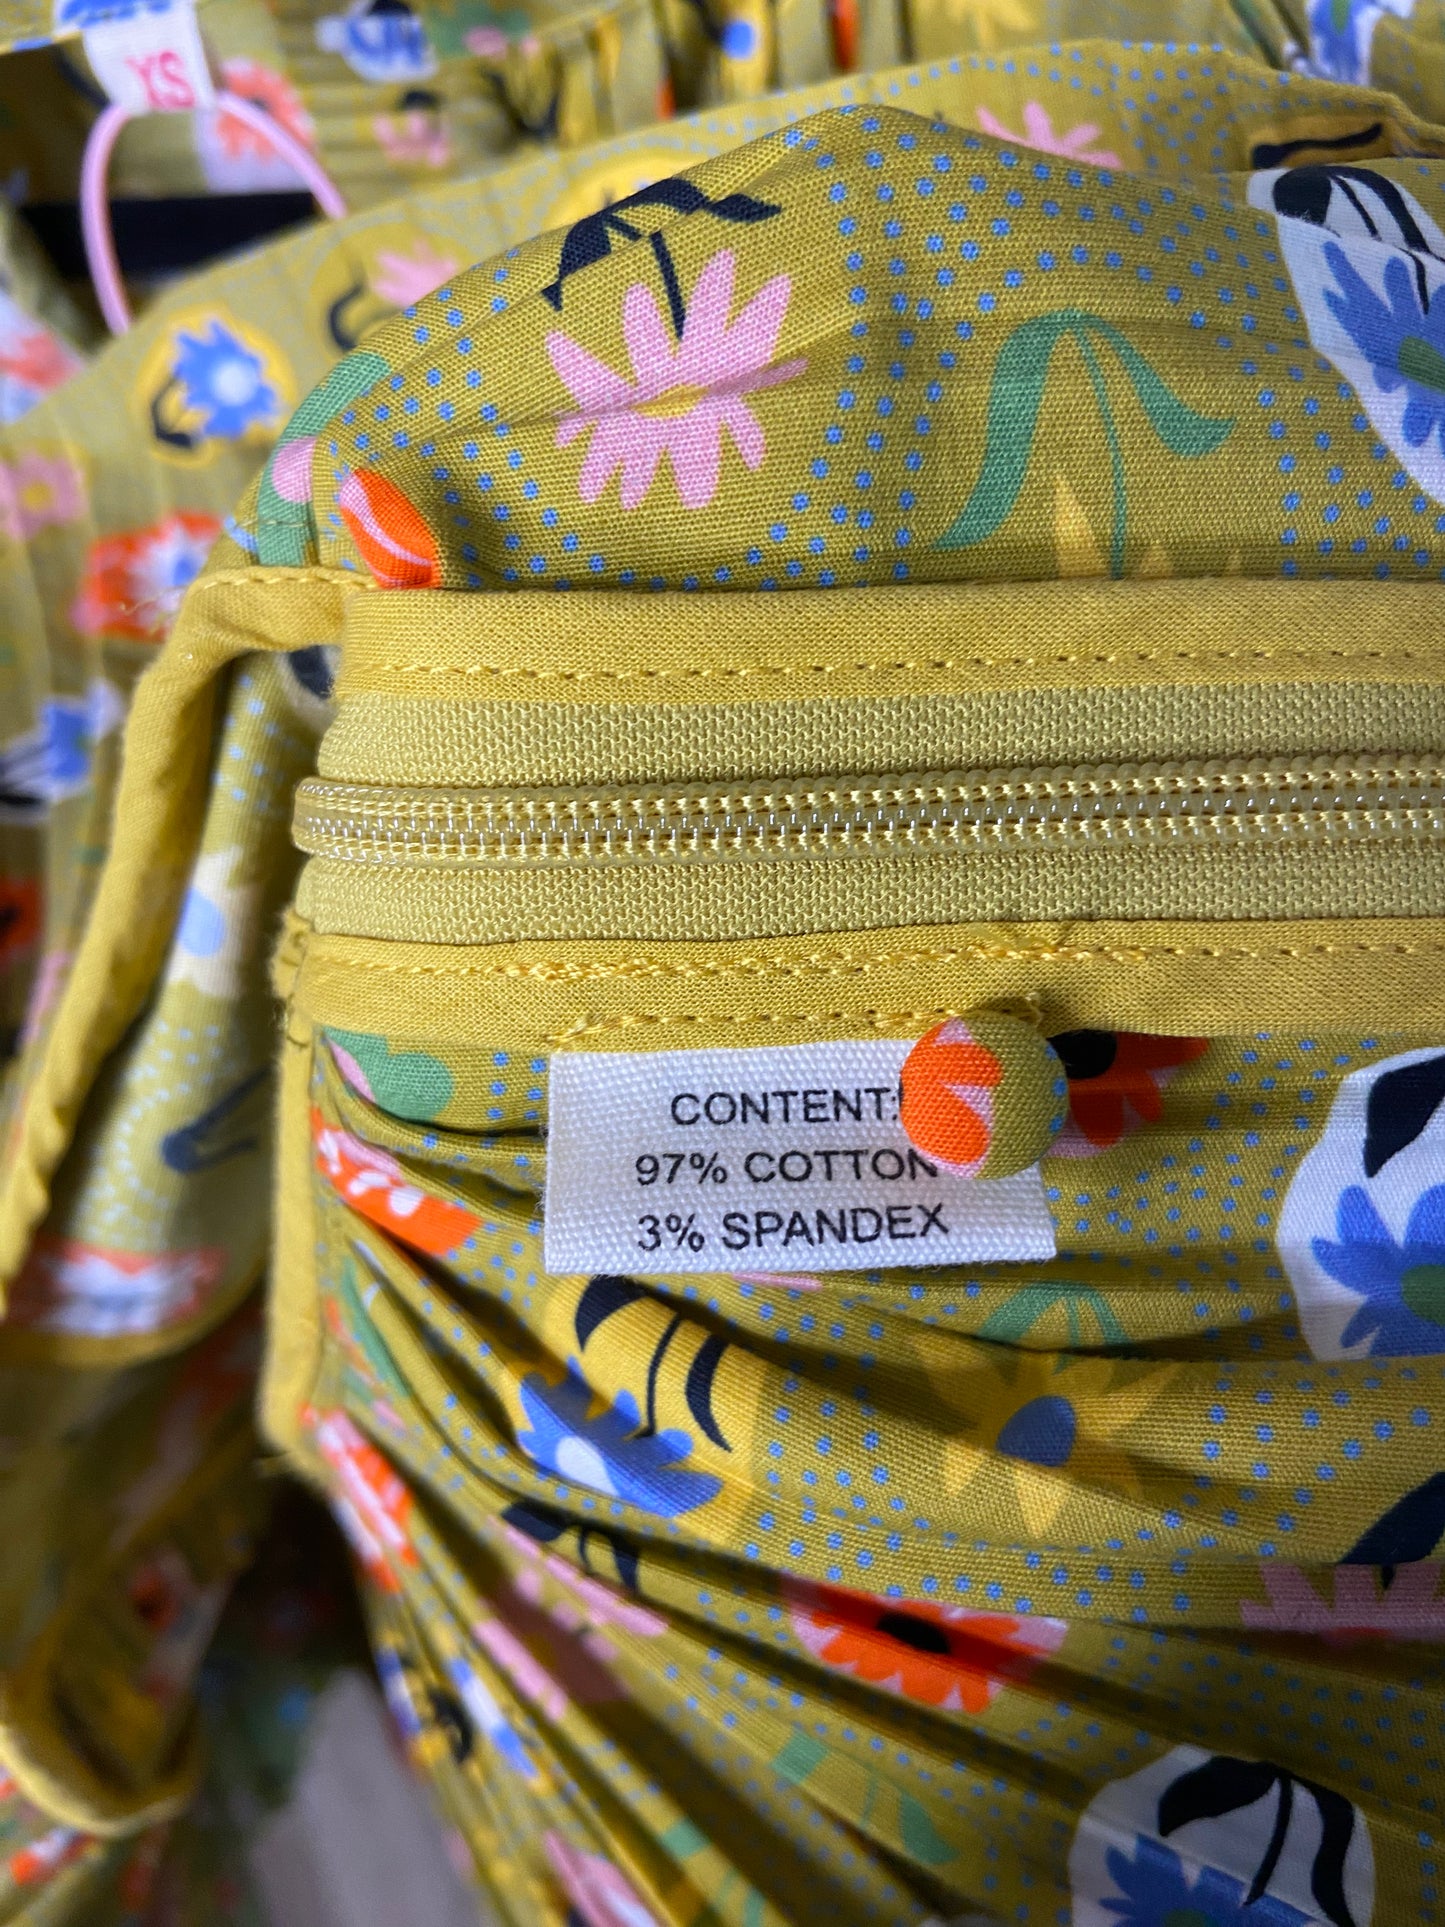 XS
CONTENT:
97% COTTON
3% SPANDEX